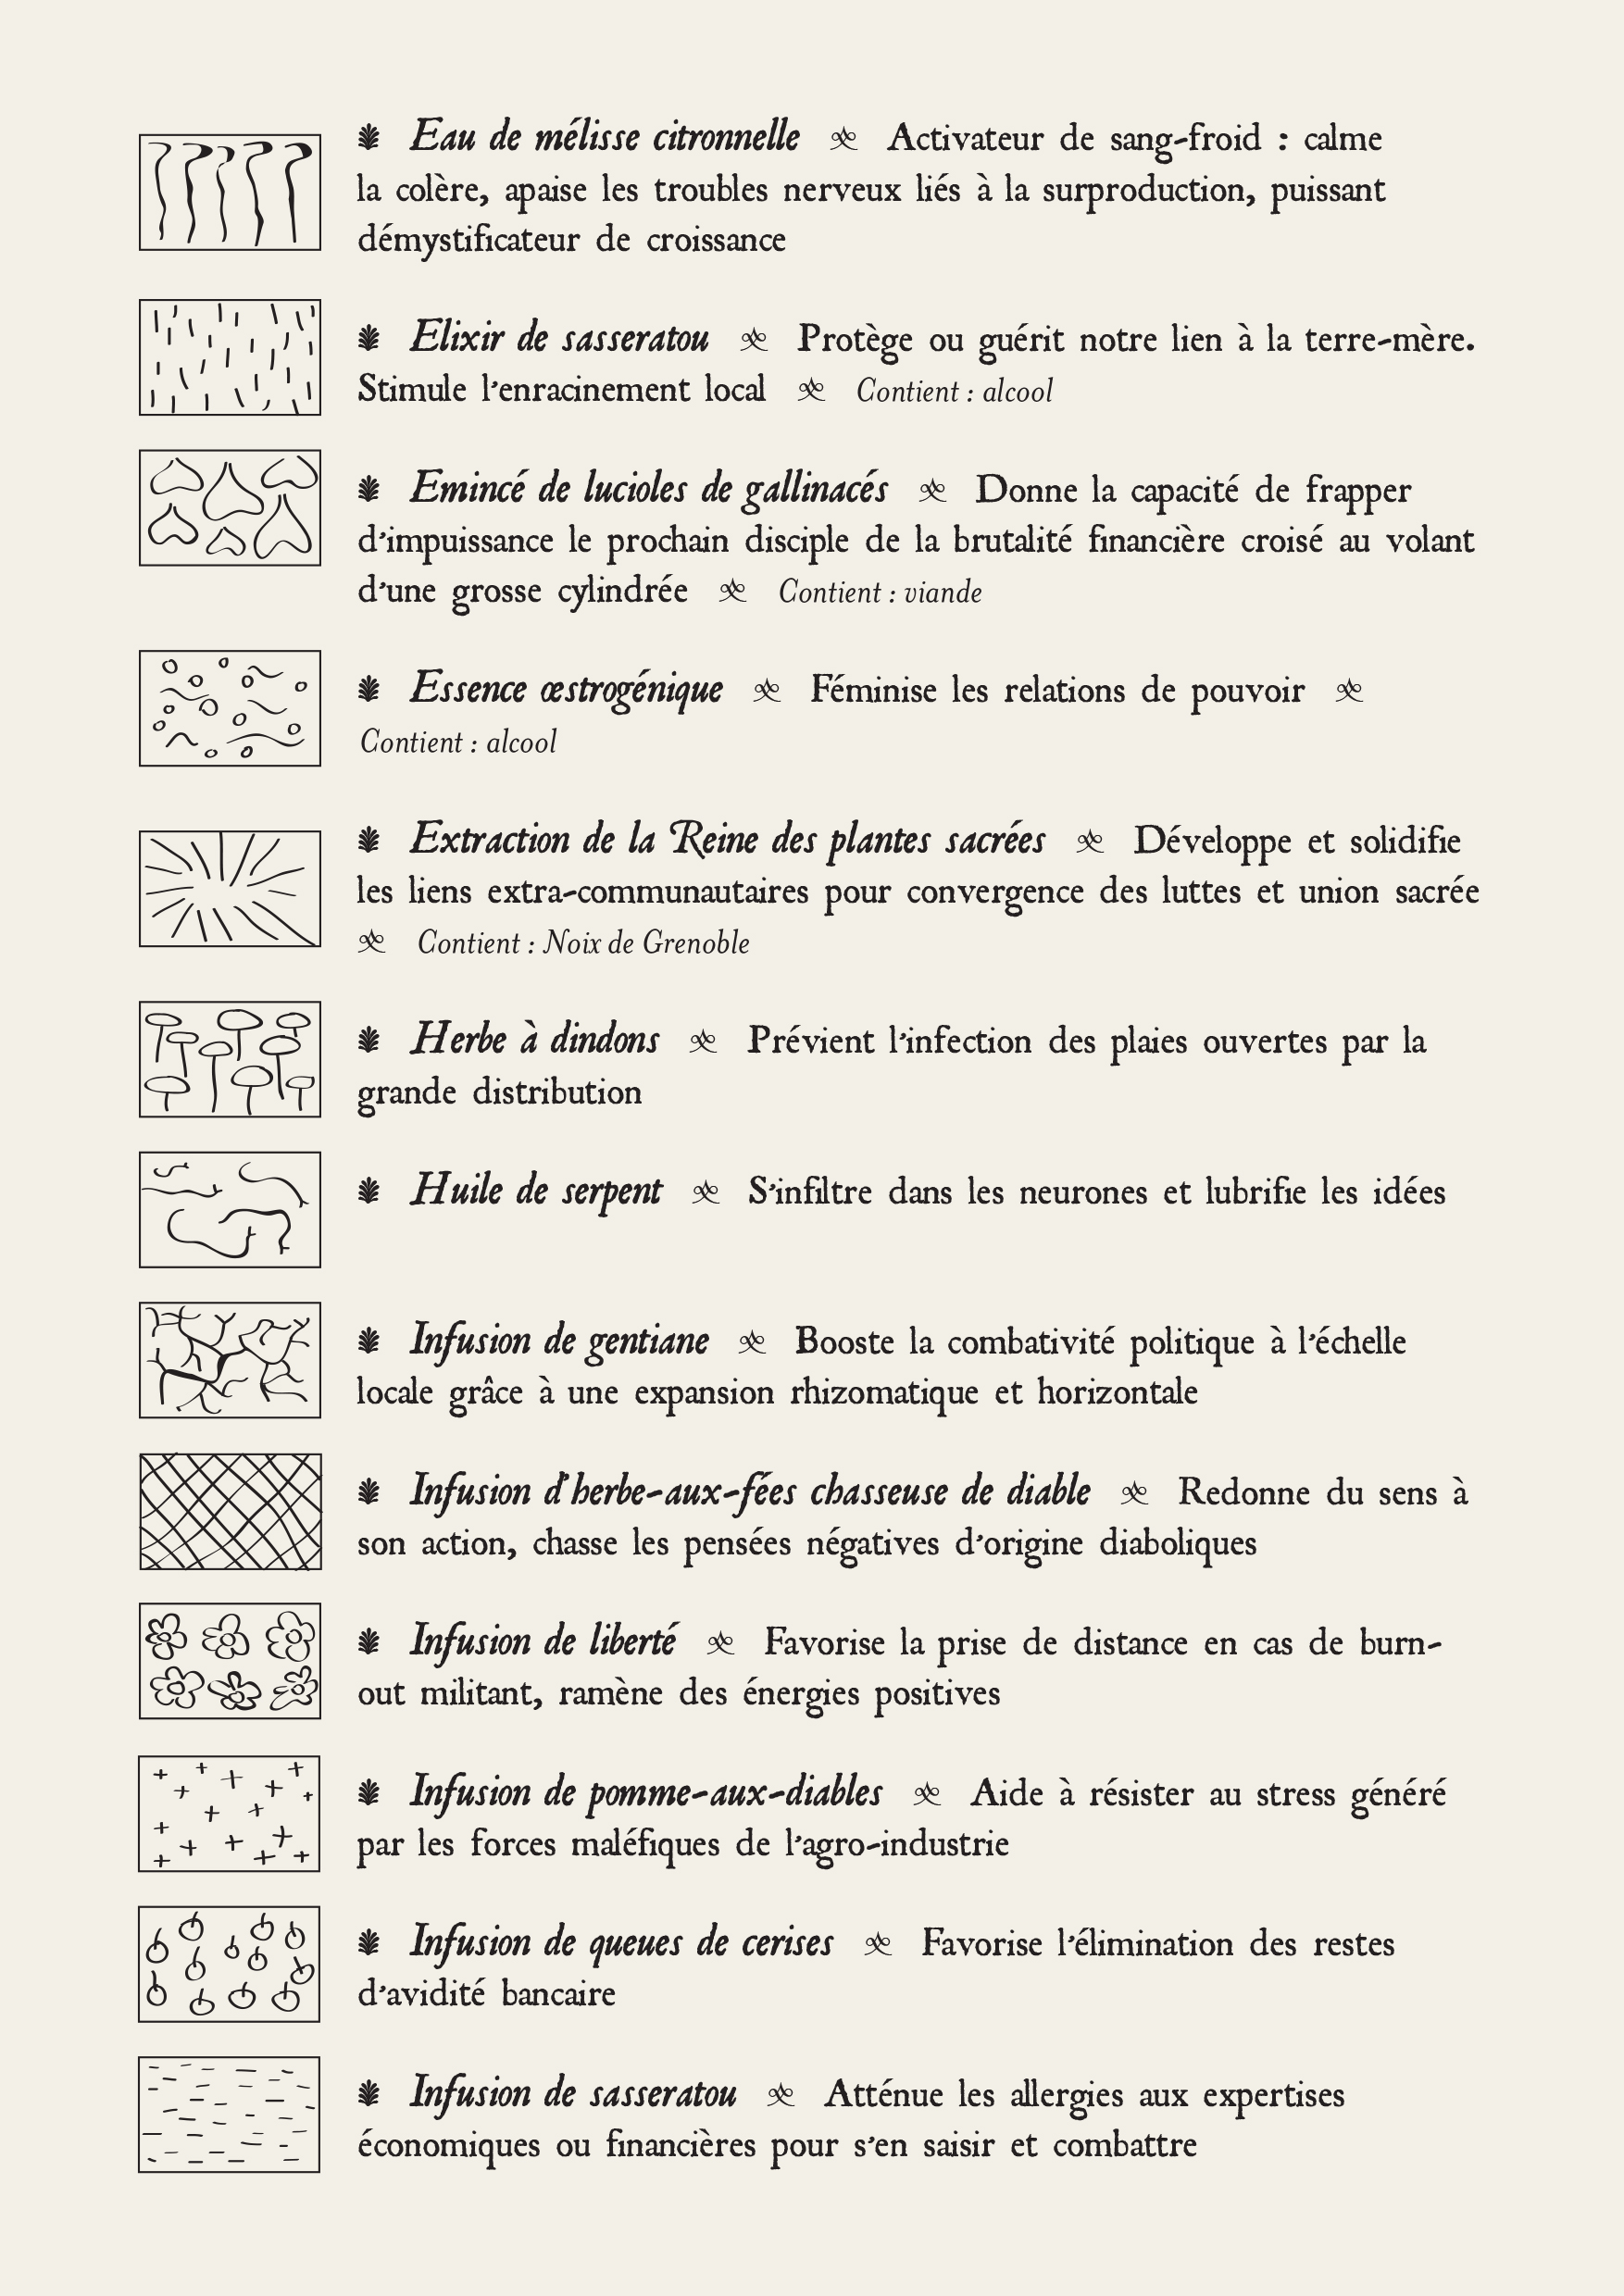 Eau de mélisse citronnelle Activateur de sang-froid : calme
la colère, apaise les troubles nerveux liés à la surproduction, puissant
démystificateur de croissance
Elixir de sasseratou Protège ou guérit notre lien à la terre-mère.
Stimule l'enracinement local Contient : alcool
Emincé de lucioles de gallinacés Donne la capacité de frapper
d'impuissance le prochain disciple de la brutalité financière croisé au volant
d'une grosse cylindrée Contient : viande
Essence œstrogénique Féminise les relations de pouvoir
Contient : alcool
Extraction de la Reine des plantes sacrées Développe et solidifie
les liens extra-communautaires pour convergence des luttes et union sacrée
Contient : Noix de Grenoble
Herbe à dindons Prévient l'infection des plaies ouvertes par la
grande distribution
Huile de serpent S'infiltre dans les neurones et lubrifie les idées
Infusion de gentiane Booste la combativité politique à l'échelle
locale grâce à une expansion rhizomatique et horizontale
Infusion d'herbe-aux-fées chasseuse de diable Redonne du sens à
son action, chasse les pensées négatives d'origine diaboliques
Infusion de liberté Favorise la prise de distance en cas de burn-
out militant, ramène des énergies positives
Infusion de pomme-aux-diables Aide à résister au stress généré
par les forces maléfiques de l'agro-industrie
Infusion de queues de cerises Favorise l'élimination des restes
d'avidité bancaire
Infusion de sasseratou Atténue les allergies aux expertises
économiques ou financières pour s'en saisir et combattre